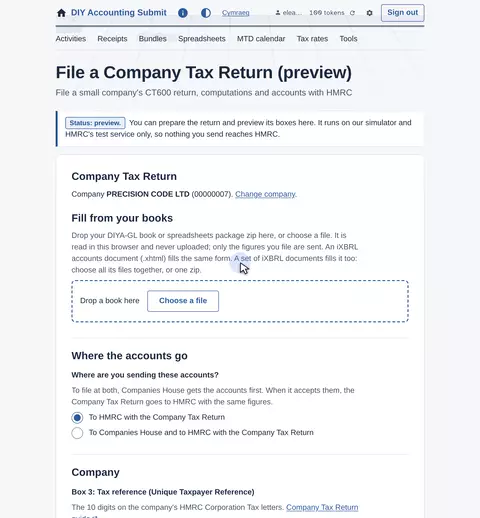 DIY Accounting Submit
Cymraeg
elea...
100 tokens
Sign out
Activities Receipts Bundles Spreadsheets MTD calendar Tax rates Tools
File a Company Tax Return (preview)
File a small company's CT600 return, computations and accounts with HMRC
Status: preview. You can prepare the return and preview its boxes here. It runs on our simulator and
HMRC's test service only, so nothing you send reaches HMRC.
Company Tax Return
Company PRECISION CODE LTD (00000007). Change company.
Fill from your books
Drop your DIYA-GL book or spreadsheets package zip here, or choose a file. It is
read in this browser and never uploaded; only the figures you file are sent. An iXBRL
accounts document (.xhtml) fills the same form. A set of iXBRL documents fills it too:
choose all its files together, or one zip.
Drop a book here Choose a file
Where the accounts go
Where are you sending these accounts?
To file at both, Companies House gets the accounts first. When it accepts them, the
Company Tax Return goes to HMRC with the same figures.
To HMRC with the Company Tax Return
To Companies House and to HMRC with the Company Tax Return
Company
Box 3: Tax reference (Unique Taxpayer Reference)
The 10 digits on the company's HMRC Corporation Tax letters. Company Tax Return